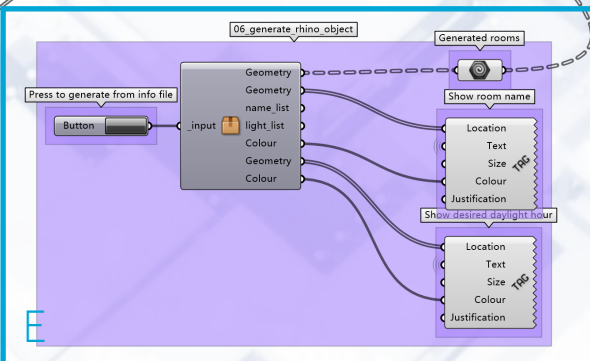 06_generate_rhino_object
Generated rooms
Press to generate from info file
Button
_input
Geometry
Geometry
name_list
light_list
Colour
Geometry
Colour
Show room name
Location
Text
Size
Colour
Justification
TAG
Show desired daylight hour
Location
Text
Size
Colour
Justification
TAG
E